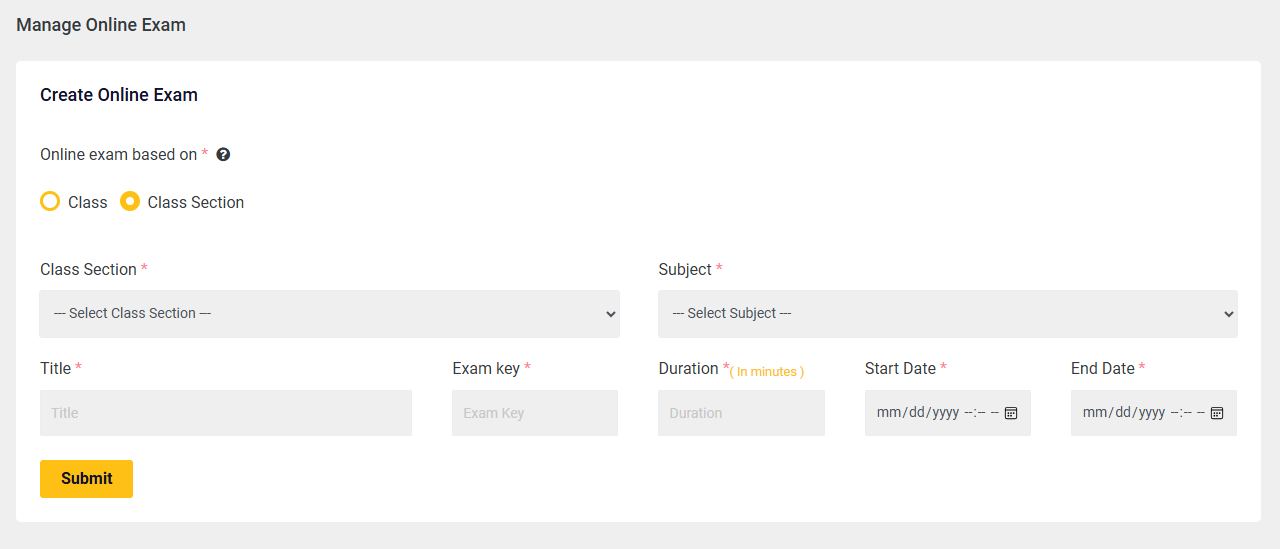 Manage Online Exam
Create Online Exam
Online exam based on *
Class Class Section
Class Section * Subject *
--- Select Class Section --- --- Select Subject ---
Title * Exam key * Duration *( In minutes ) Start Date * End Date *
Title Exam Key Duration mm/dd/yyyy --:-- -- mm/dd/yyyy --:-- --
Submit